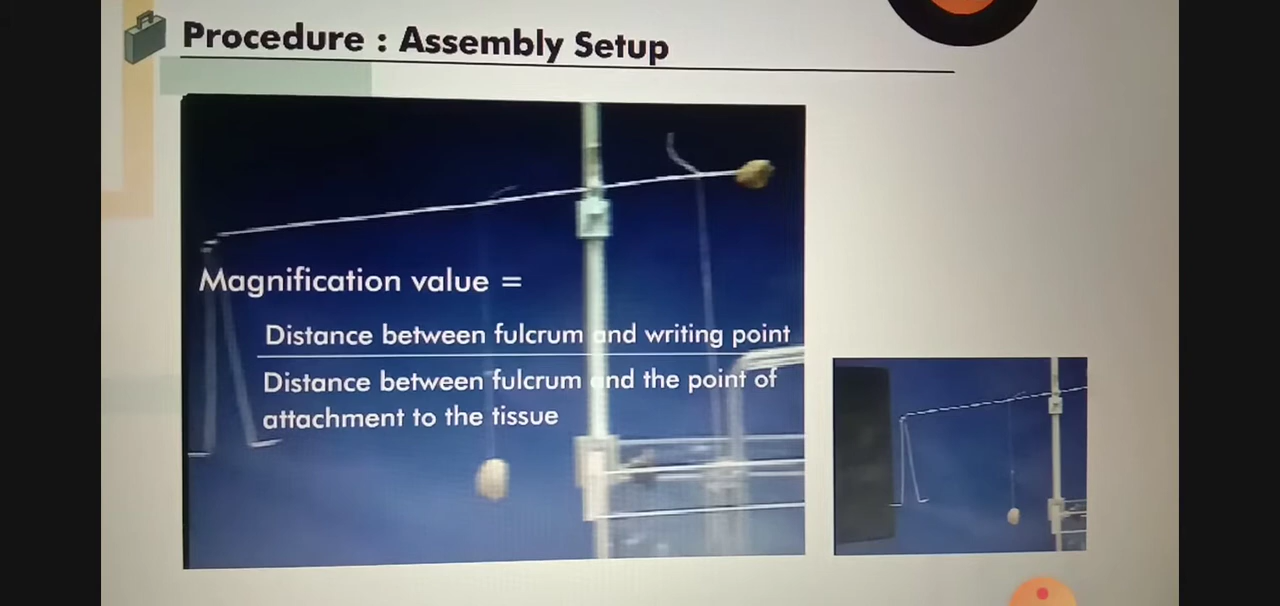 Procedure : Assembly Setup
Magnification value =
Distance between fulcrum and writing point
Distance between fulcrum and the point of
attachment to the tissue